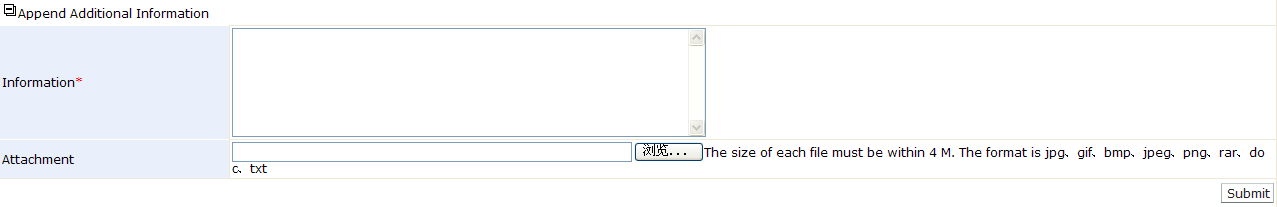 Append Additional Information
Information*
Attachment
浏览... The size of each file must be within 4 M. The format is jpg、gif、bmp、jpeg、png、rar、do
c、txt
Submit